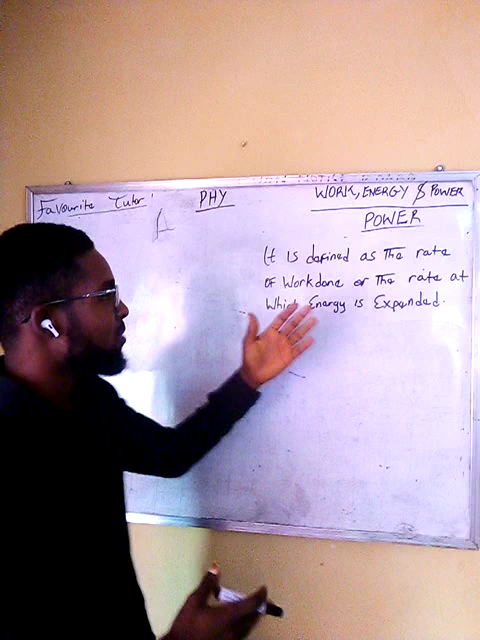 Favourite Tutor
PHY
WORK, ENERGY & POWER
POWER
It is defined as The rate
OF Workdone or The rate at
Which Energy is Expended.